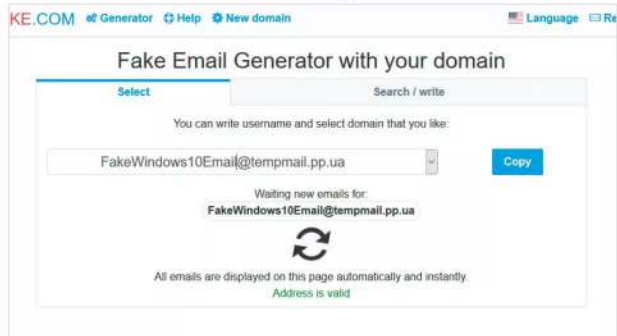 KE.COM Generator Help New domain Language Re
Fake Email Generator with your domain
Select Search / write
You can write username and select domain that you like:
FakeWindows10Email@tempmail.pp.ua Copy
Waiting new emails for:
FakeWindows10Email@tempmail.pp.ua
All emails are displayed on this page automatically and instantly.
Address is valid